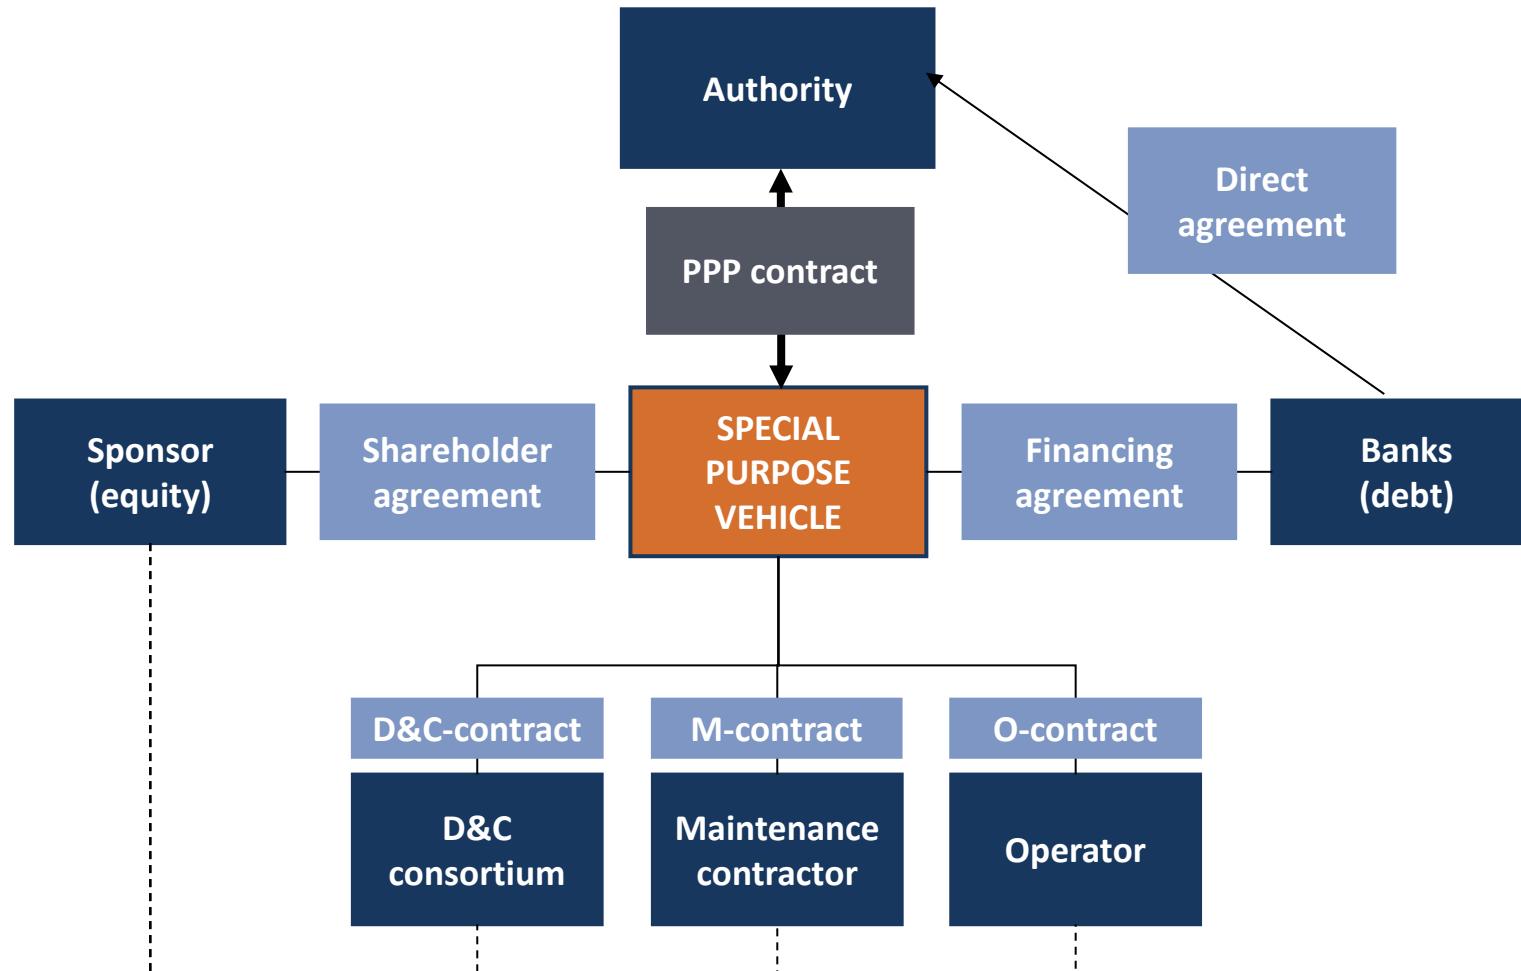 Authority
Direct
agreement
PPP contract
Sponsor
(equity)
Shareholder
agreement
SPECIAL
PURPOSE
VEHICLE
Financing
agreement
Banks
(debt)
D&C-contract
M-contract
O-contract
D&C
consortium
Maintenance
contractor
Operator